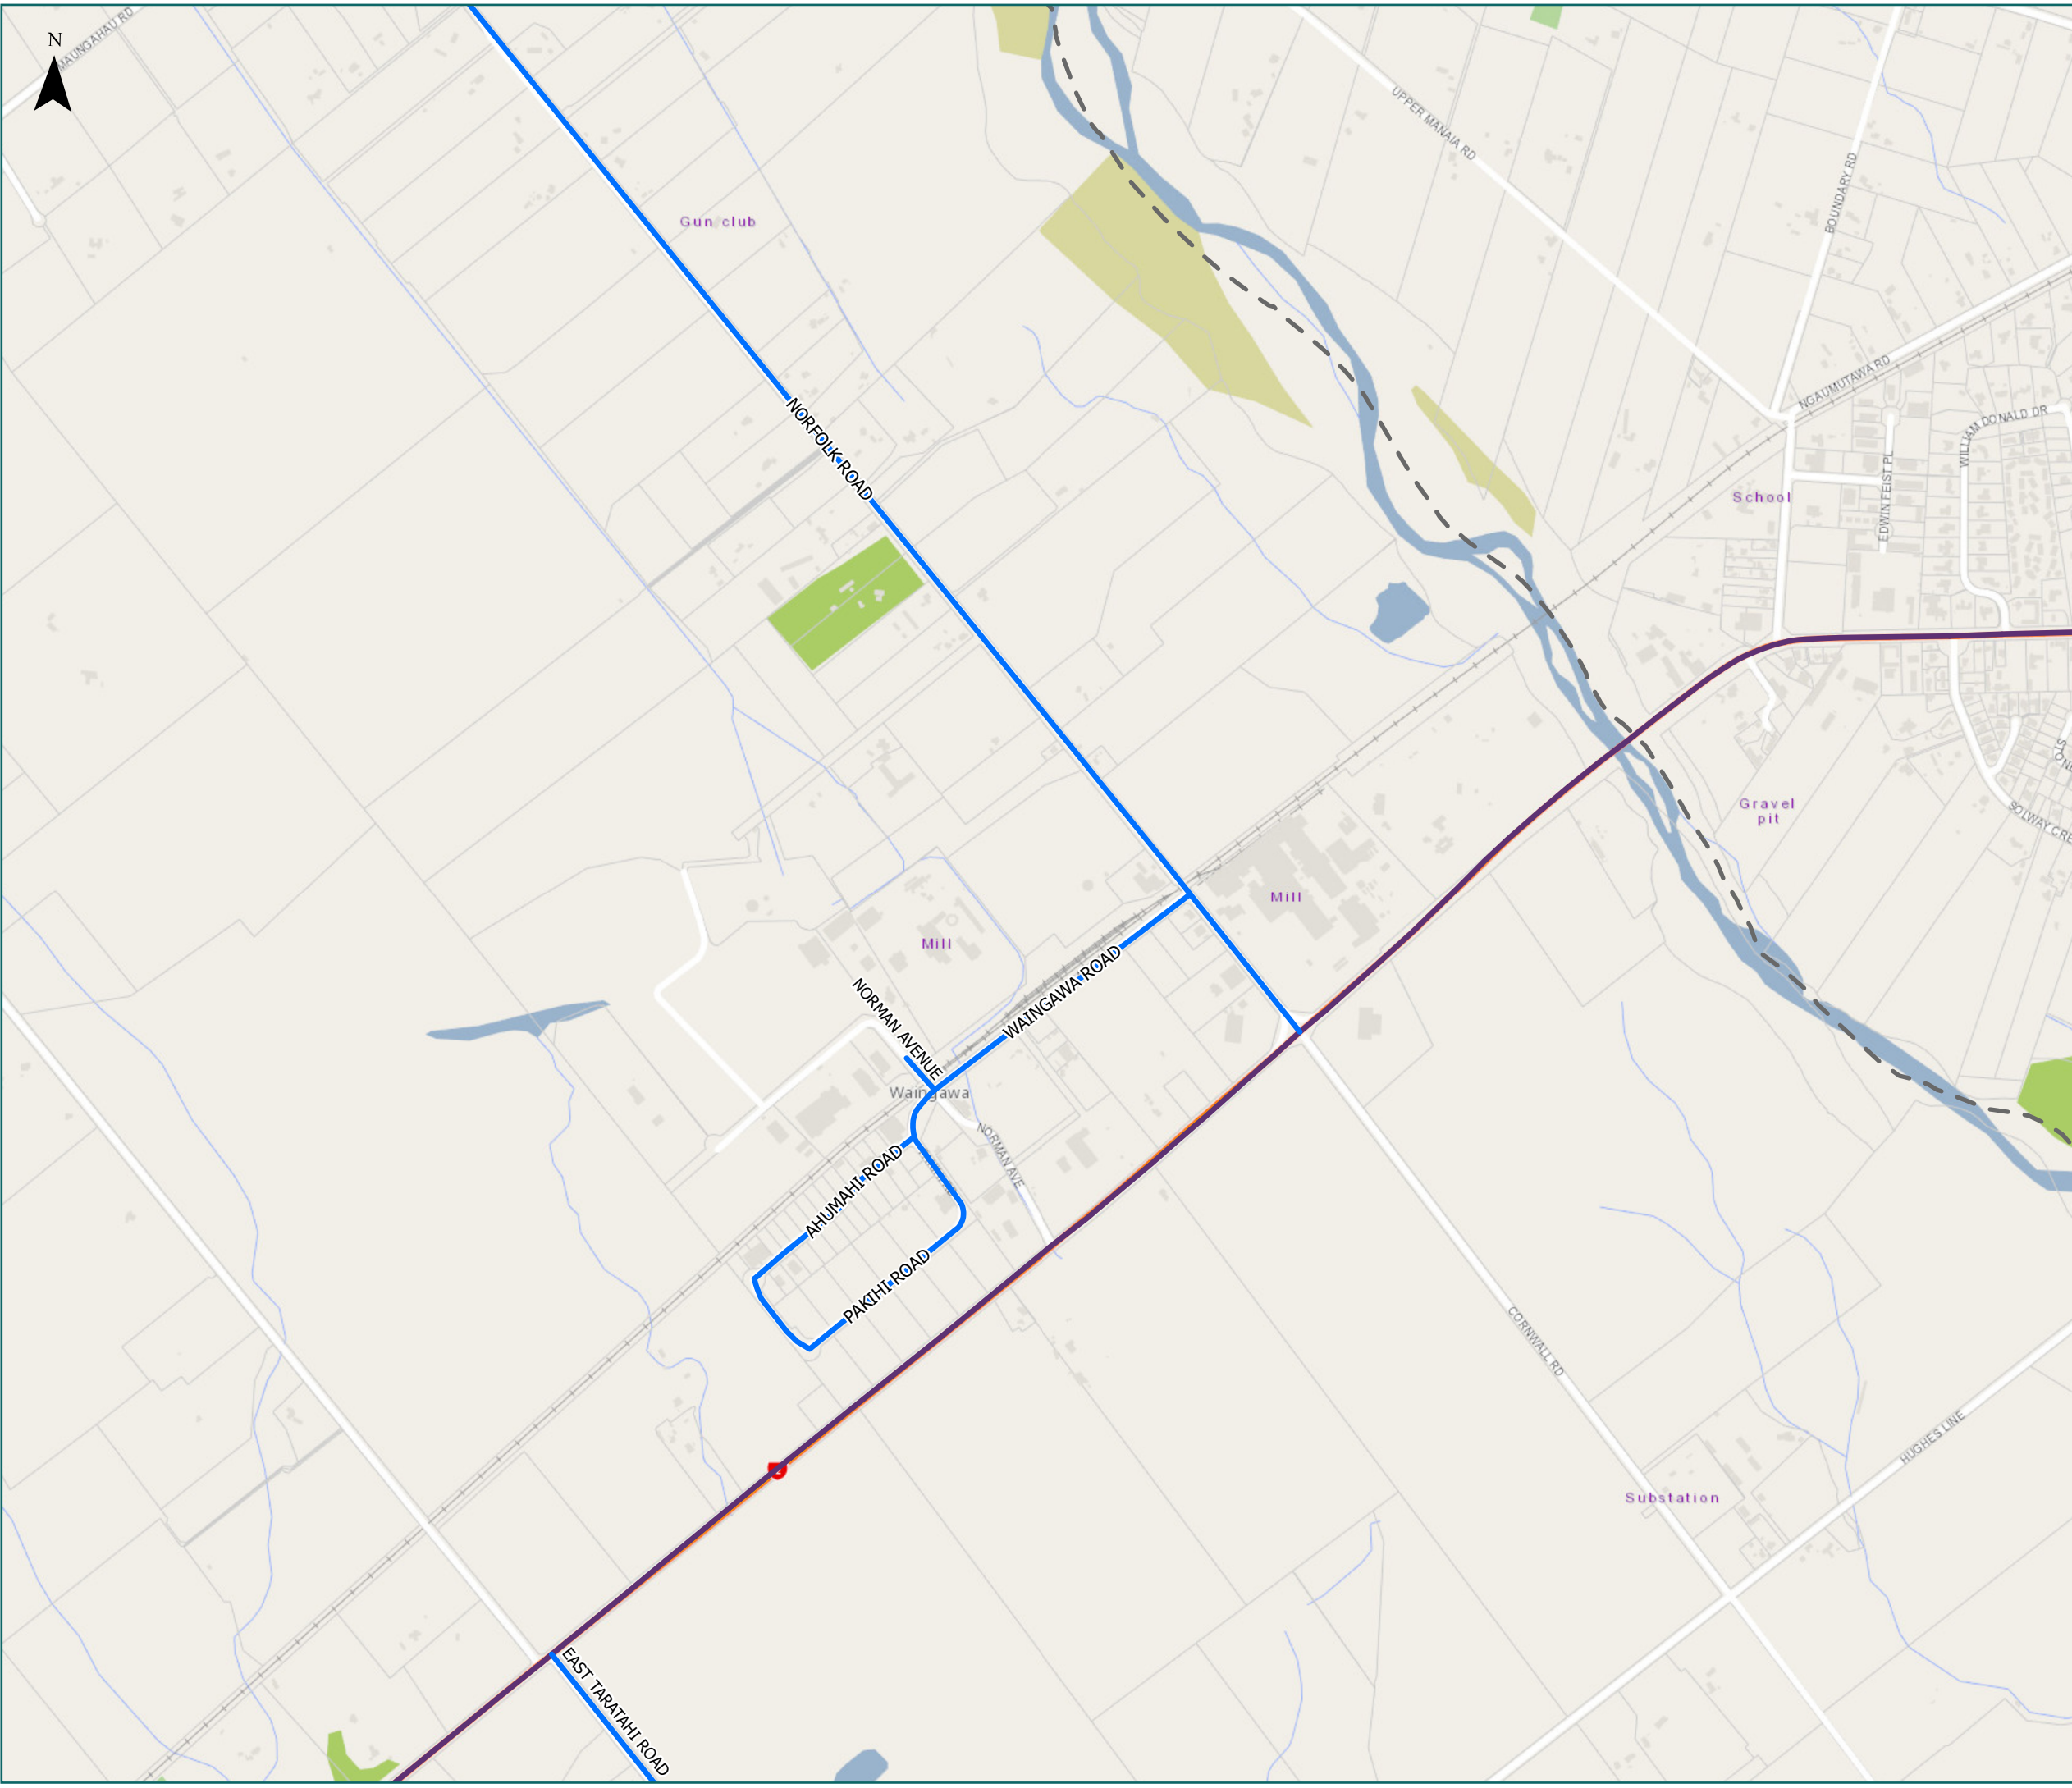 N
MAUNGAHAU RD
UPPER MANAIA RD
BOUNDARY RD
Gun club
NGAUMUTAWA RD
WILLIAM DONALD DR
NORFOLK ROAD
School
EDWIN FEIST PL
Gravel
pit
SOLWAY CRE
Mill
Mill
WAINGAWA ROAD
NORMAN AVENUE
Waingawa
NORMAN AVE
AHUMAHI ROAD
PAKIHI ROAD
CORNWALL RD
HUGHES LINE
Substation
EAST TARATAHI ROAD